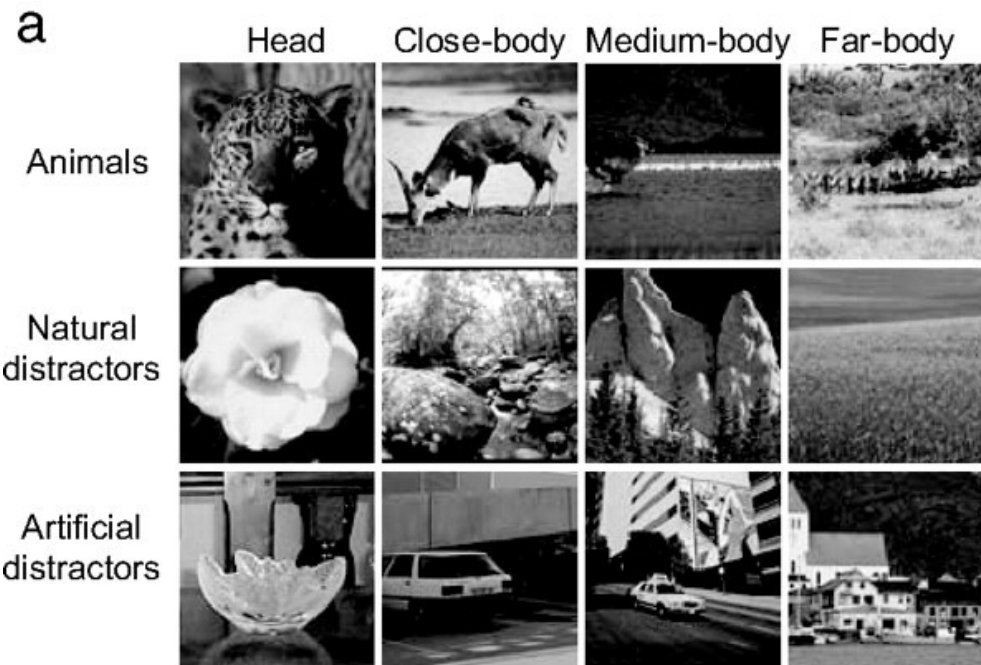 a
Head Close-body Medium-body Far-body
Animals
Natural
distractors
Artificial
distractors